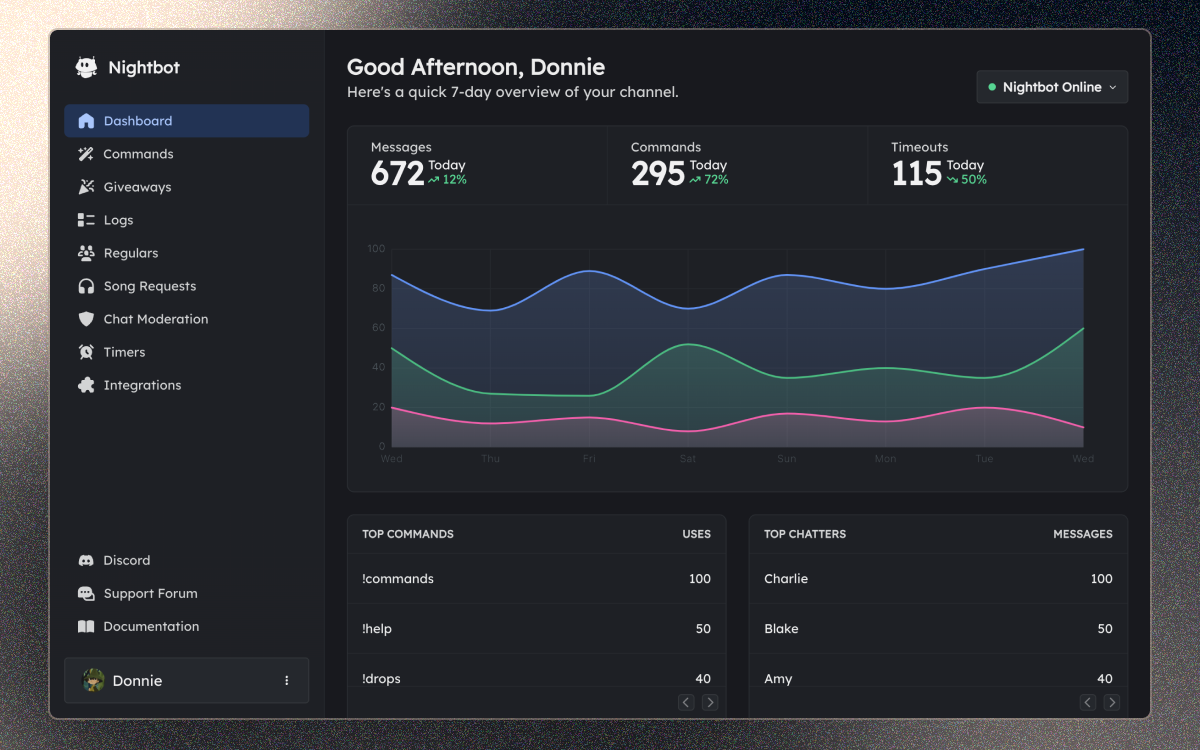 Nightbot
Dashboard
Commands
Giveaways
Logs
Regulars
Song Requests
Chat Moderation
Timers
Integrations
Discord
Support Forum
Documentation
Donnie
Good Afternoon, Donnie
Here's a quick 7-day overview of your channel.
Nightbot Online
Messages
672 Today
12%
Commands
295 Today
72%
Timeouts
115 Today
50%
100
80
60
40
20
0
Wed Thu Fri Sat Sun Mon Tue Wed
TOP COMMANDS USES
!commands 100
!help 50
!drops 40
TOP CHATTERS MESSAGES
Charlie 100
Blake 50
Amy 40